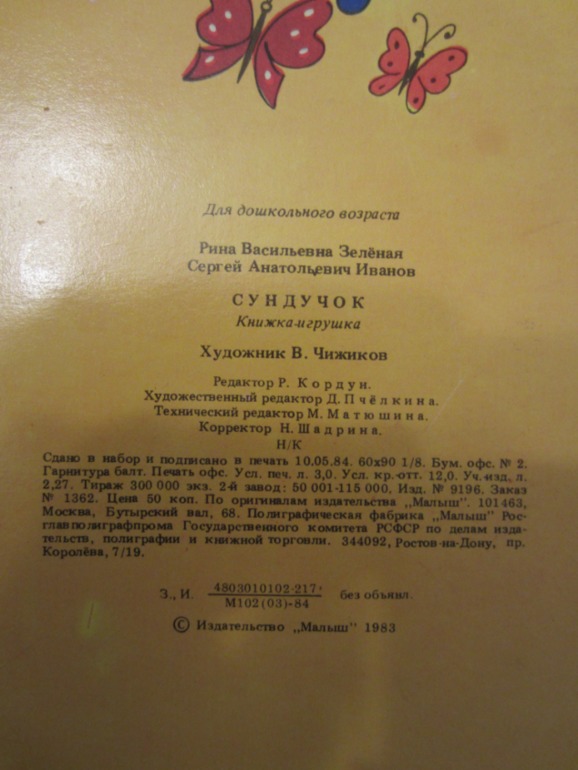 Для дошкольного возраста
Рина Васильевна Зелёная
Сергей Анатольевич Иванов
СУНДУЧОК
Книжка-игрушка
Художник В. Чижиков
Редактор Р. Кордун.
Художественный редактор Д. Пчёлкина.
Технический редактор М. Матюшина.
Корректор Н. Шадрина.
Н/К
Сдано в набор и подписано в печать 10.05.84. 60х90 1/8. Бум. офс. № 2.
Гарнитура балт. Печать офс. Усл. печ. л. 3,0. Усл. кр.-отт. 12,0. Уч.-изд. л.
2,27. Тираж 300 000 экз. 2-й завод: 50 001-115 000. Изд. № 9196. Заказ
№ 1362. Цена 50 коп. По оригиналам издательства „Малыш". 101463,
Москва, Бутырский вал, 68. Полиграфическая фабрика „Малыш" Рос-
главполиграфпрома Государственного комитета РСФСР по делам изда-
тельств, полиграфии и книжной торговли. 344092, Ростов-на-Дону, пр.
Королёва, 7/19.
З., И. 4803010102-217
М102(03)-84 без объявл.
© Издательство „Малыш" 1983